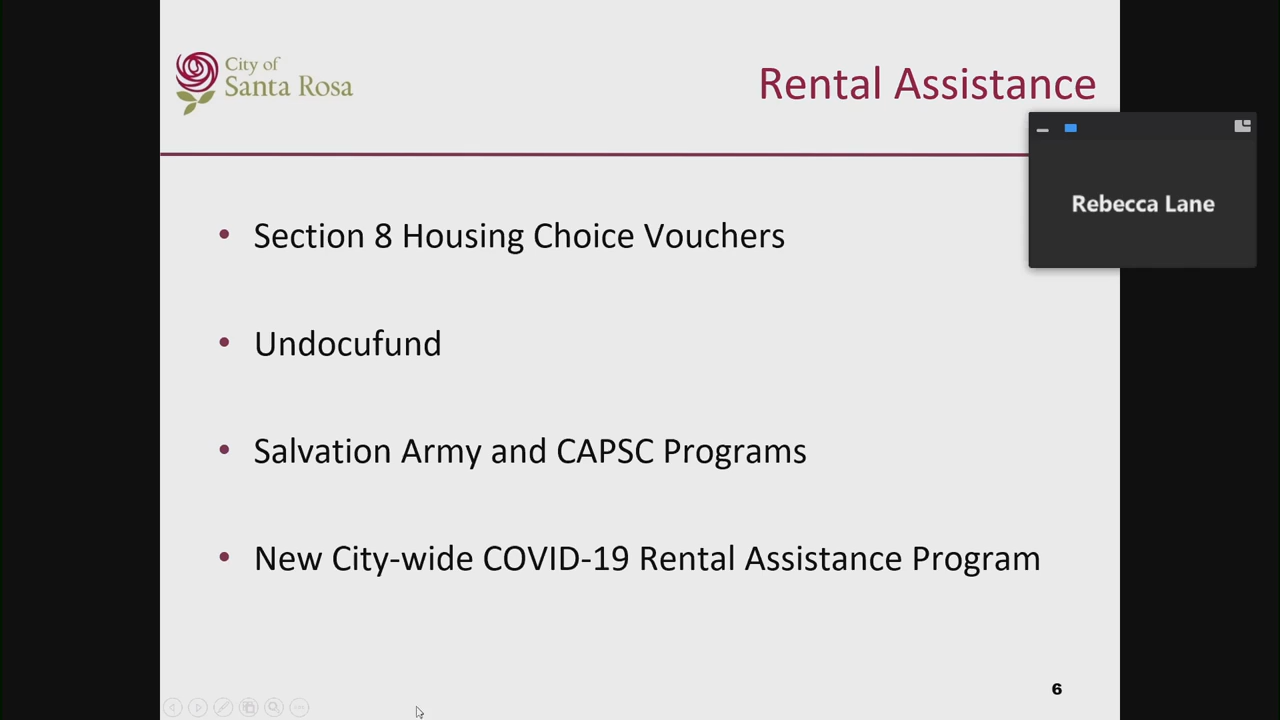 City of
Santa Rosa
Rental Assistance
Rebecca Lane
• Section 8 Housing Choice Vouchers
• Undocufund
• Salvation Army and CAPSC Programs
• New City-wide COVID-19 Rental Assistance Program
6